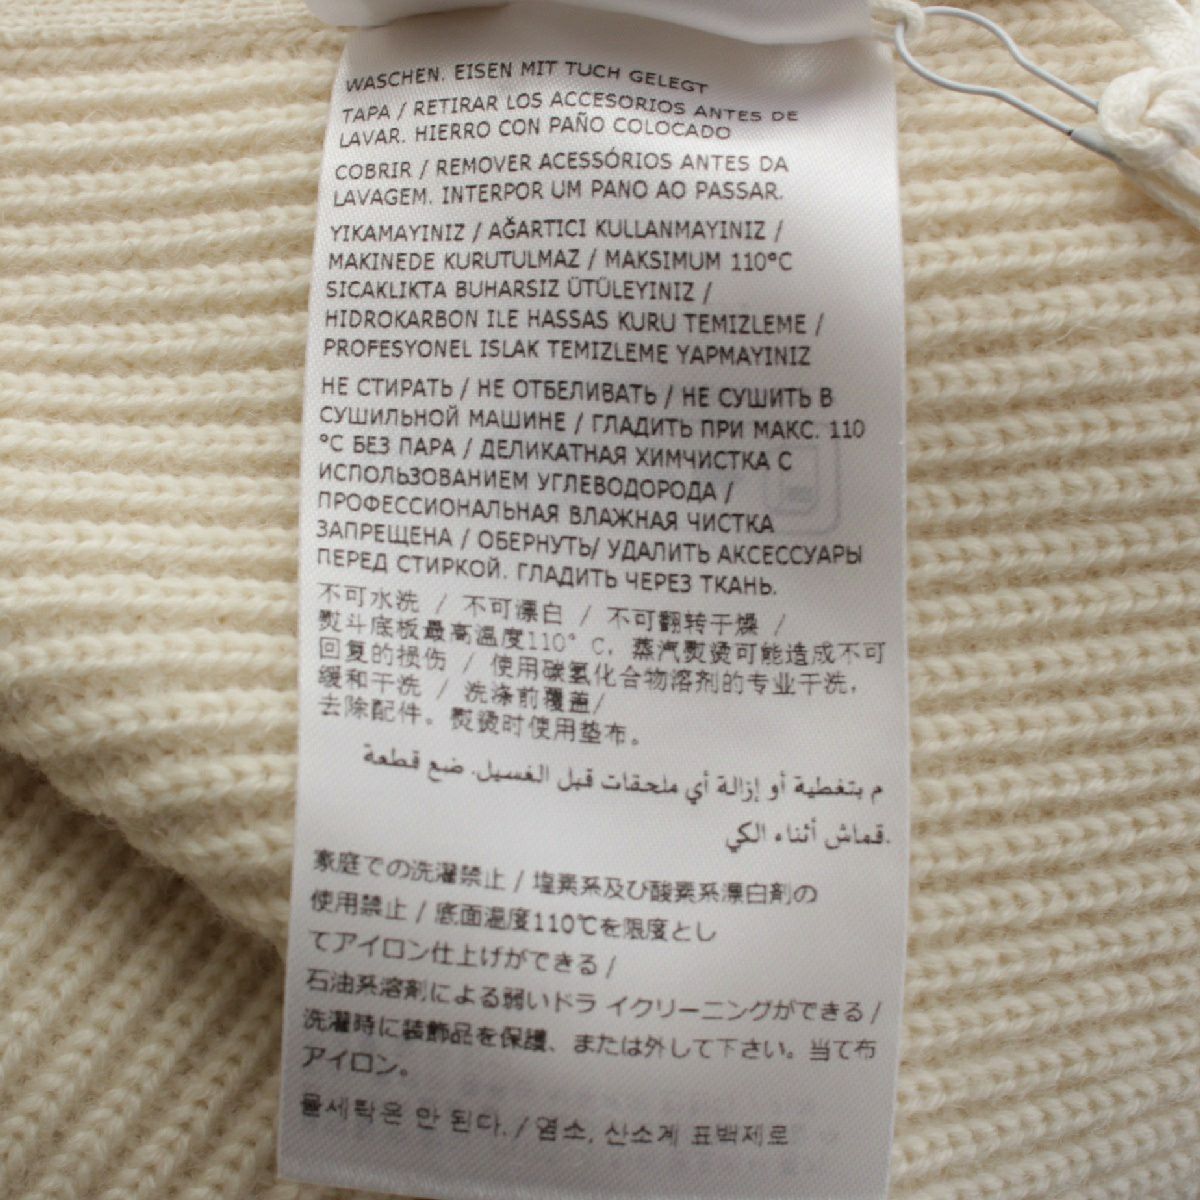 WASCHEN. EISEN MIT TUCH GELEGT
TAPA / RETIRAR LOS ACCESORIOS ANTES DE
LAVAR. HIERRO CON PAÑO COLOCADO
COBRIR / REMOVER ACESSÓRIOS ANTES DA
LAVAGEM. INTERPOR UM PANO AO PASSAR.
YIKAMAYINIZ / AĞARTICI KULLANMAYINIZ /
MAKINEDE KURUTULMAZ / MAKSIMUM 110°C
SICAKLIKTA BUHARSIZ ÜTÜLEYINIZ /
HIDROKARBON ILE HASSAS KURU TEMIZLEME /
PROFESYONEL ISLAK TEMIZLEME YAPMAYINIZ
НЕ СТИРАТЬ / НЕ ОТБЕЛИВАТЬ / НЕ СУШИТЬ В
СУШИЛЬНОЙ МАШИНЕ / ГЛАДИТЬ ПРИ МАКС. 110
°C БЕЗ ПАРА / ДЕЛИКАТНАЯ ХИМЧИСТКА С
ИСПОЛЬЗОВАНИЕМ УГЛЕВОДОРОДА /
ПРОФЕССИОНАЛЬНАЯ ВЛАЖНАЯ ЧИСТКА
ЗАПРЕЩЕНА / ОБЕРНУТЬ/ УДАЛИТЬ АКСЕССУАРЫ
ПЕРЕД СТИРКОЙ. ГЛАДИТЬ ЧЕРЕЗ ТКАНЬ.
不可水洗 / 不可漂白 / 不可翻转干燥 /
熨斗底板最高温度110° C，蒸汽熨烫可能造成不可
回复的损伤 / 使用碳氢化合物溶剂的专业干洗，
缓和干洗 / 洗涤前覆盖/
去除配件。熨烫时使用垫布。
م بتغطية أو إزالة أي ملحقات قبل الغسيل. ضع قطعة
قماش أثناء الكي.
家庭での洗濯禁止 / 塩素系及び酸素系漂白剤の
使用禁止 / 底面温度110℃を限度とし
てアイロン仕上げができる /
石油系溶剤による弱いドラ イクリーニングができる /
洗濯時に装飾品を保護、または外して下さい。当て布
アイロン。
물세탁은 안 된다. / 염소, 산소계 표백제로